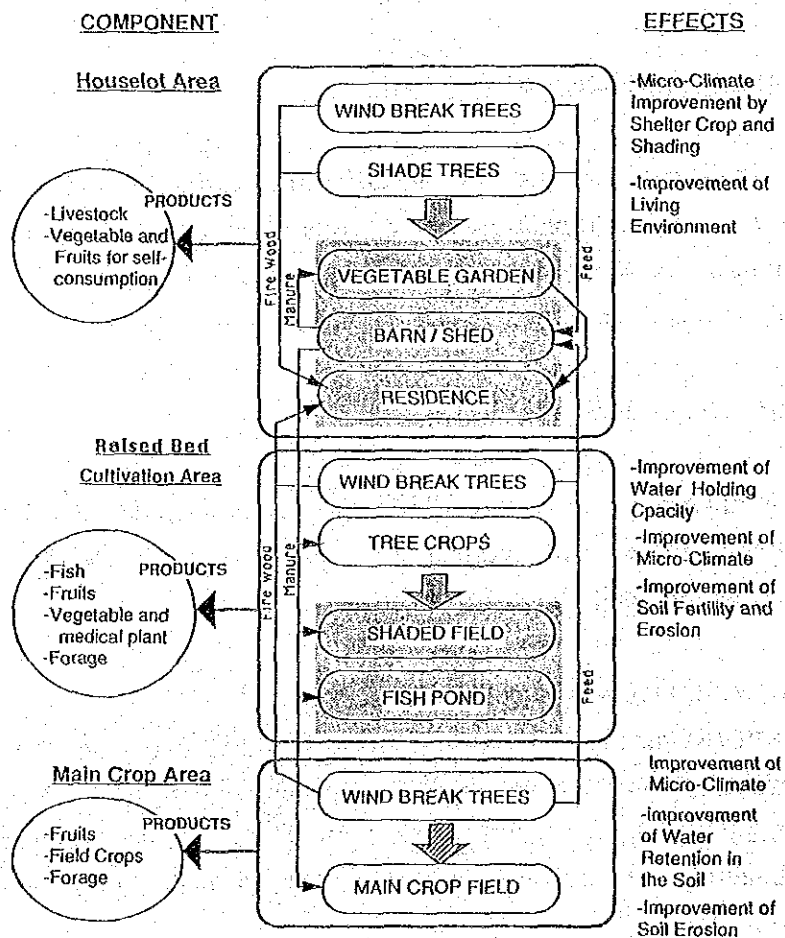 COMPONENT
EFFECTS
Houselot Area
WIND BREAK TREES
SHADE TREES
PRODUCTS
-Livestock
-Vegetable and
Fruits for self-
consumption
Fire Wood
Manure
Feed
VEGETABLE GARDEN
BARN / SHED
RESIDENCE
-Micro-Climate
Improvement by
Shelter Crop and
Shading
-Improvement of
Living
Environment
Raised Bed
Cultivation Area
WIND BREAK TREES
TREE CROPS
PRODUCTS
-Fish
-Fruits
-Vegetable and
medical plant
-Forage
Fire wood
Manure
SHADED FIELD
FISH POND
Feed
-Improvement of
Water Holding
Cpacity
-Improvement of
Micro-Climate
-Improvement of
Soil Fertility and
Erosion
Main Crop Area
WIND BREAK TREES
PRODUCTS
-Fruits
-Field Crops
-Forage
MAIN CROP FIELD
Improvement of
Micro-Climate
-Improvement
of Water
Retention in
the Soil
-Improvement of
Soil Erosion